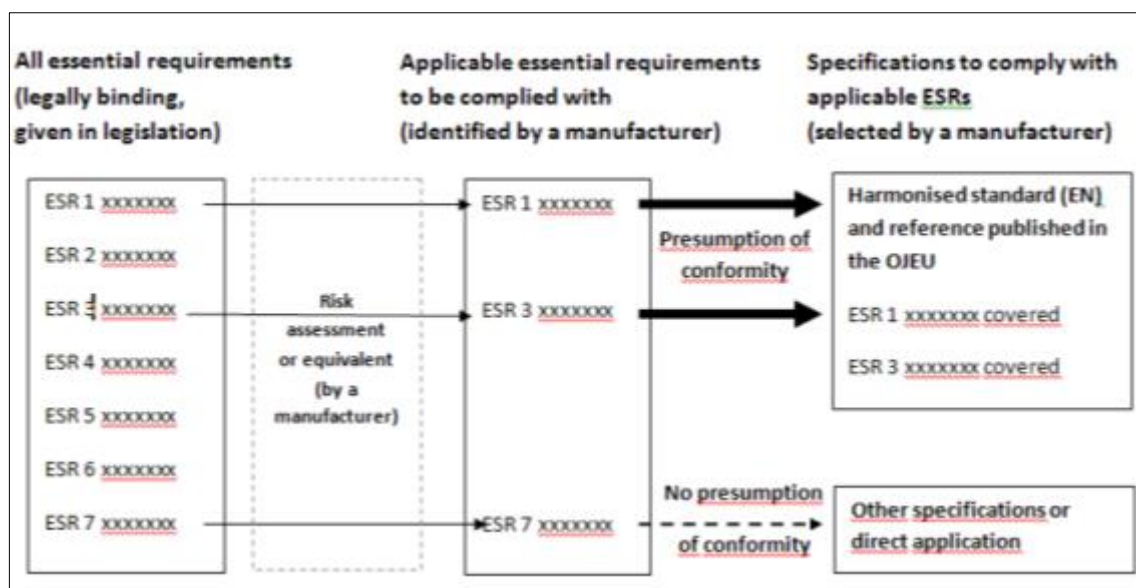 All essential requirements
(legally binding,
given in legislation)
Applicable essential requirements
to be complied with
(identified by a manufacturer)
Specifications to comply with
applicable ESRs
(selected by a manufacturer)
ESR 1 xxxxxxx
ESR 2 xxxxxxx
ESR 3 xxxxxxx
ESR 4 xxxxxxx
ESR 5 xxxxxxx
ESR 6 xxxxxxx
ESR 7 xxxxxxx
Risk
assessment
or equivalent
(by a
manufacturer)
ESR 1 xxxxxxx
ESR 3 xxxxxxx
ESR 7 xxxxxxx
Presumption of
conformity
No presumption
of conformity
Harmonised standard (EN)
and reference published in
the OJEU
ESR 1 xxxxxxx covered
ESR 3 xxxxxxx covered
Other specifications or
direct application